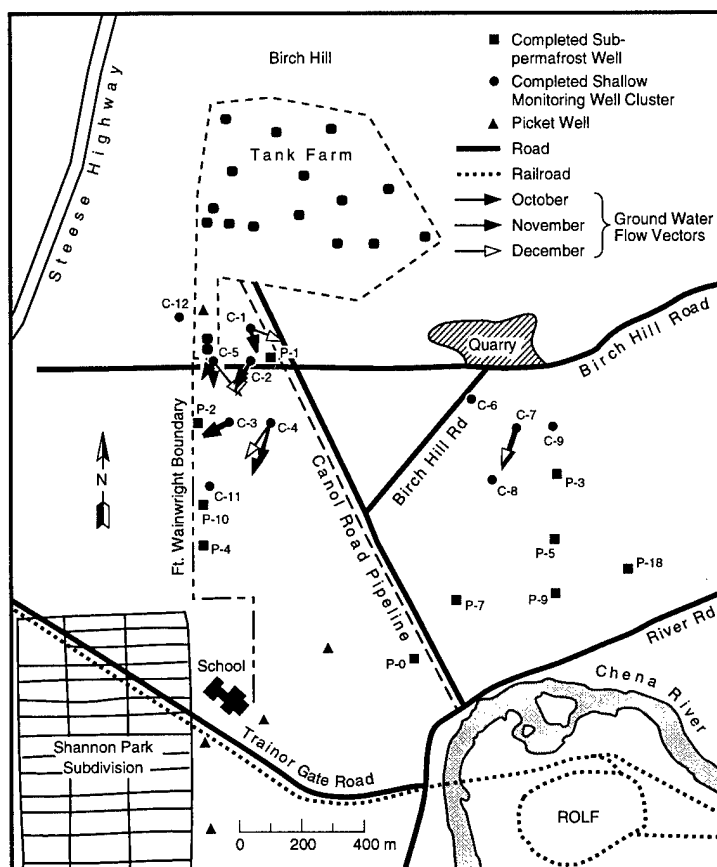 Birch Hill
Steese Highway
Tank Farm
Completed Sub-
permafrost Well
Completed Shallow
Monitoring Well Cluster
Picket Well
Road
Railroad
October
November
December
Ground Water
Flow Vectors
C-12
C-1
C-5
P-1
C-2
Quarry
Birch Hill Road
P-2
C-3
C-4
C-6
C-7
C-9
Birch Hill Rd
C-8
P-3
N
Ft. Wainwright Boundary
Canol Road Pipeline
C-11
P-10
P-4
P-5
P-18
P-7
P-9
River Rd
School
P-0
Chena River
Trainor Gate Road
Shannon Park
Subdivision
ROLF
0 200 400 m